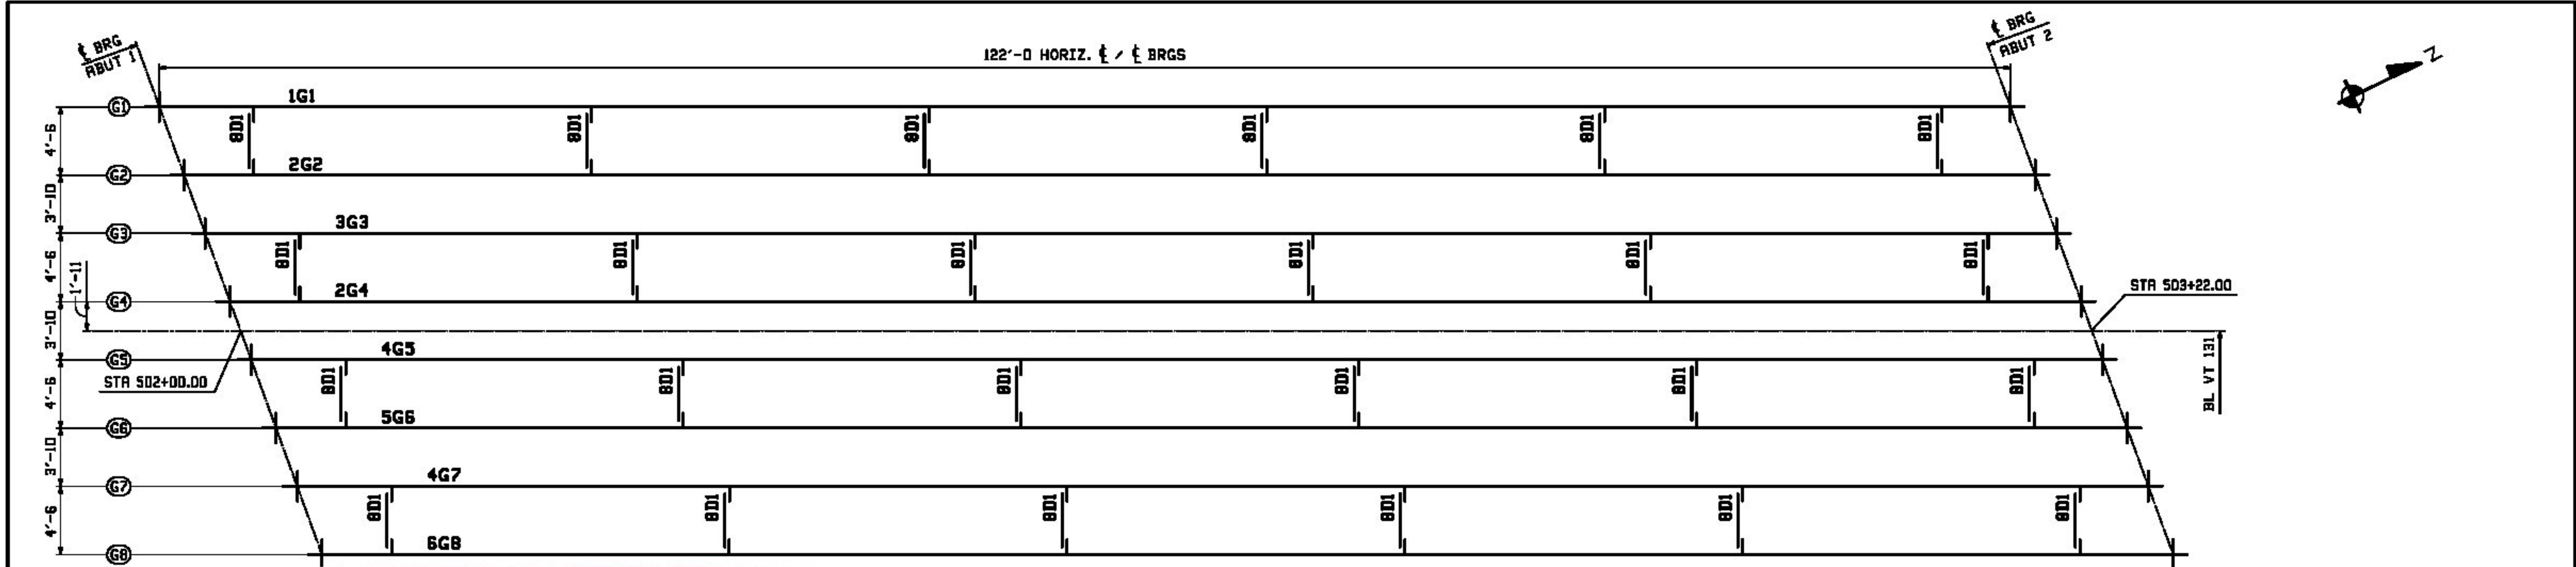 ℄ BRG
ABUT 1
122'-0 HORIZ. ℄ / ℄ BRGS
℄ BRG
ABUT 2
Z
G1
1G1
4'-6
8D1 8D1 8D1 8D1 8D1 8D1
G2
2G2
3'-10
G3
3G3
4'-6
1'-11
8D1 8D1 8D1 8D1 8D1 8D1
G4
2G4
STA 503+22.00
3'-10
G5
4G5
STA 502+00.00
4'-6
8D1 8D1 8D1 8D1 8D1 8D1
BL VT 131
G6
5G6
3'-10
G7
4G7
4'-6
8D1 8D1 8D1 8D1 8D1 8D1
G8
6G8